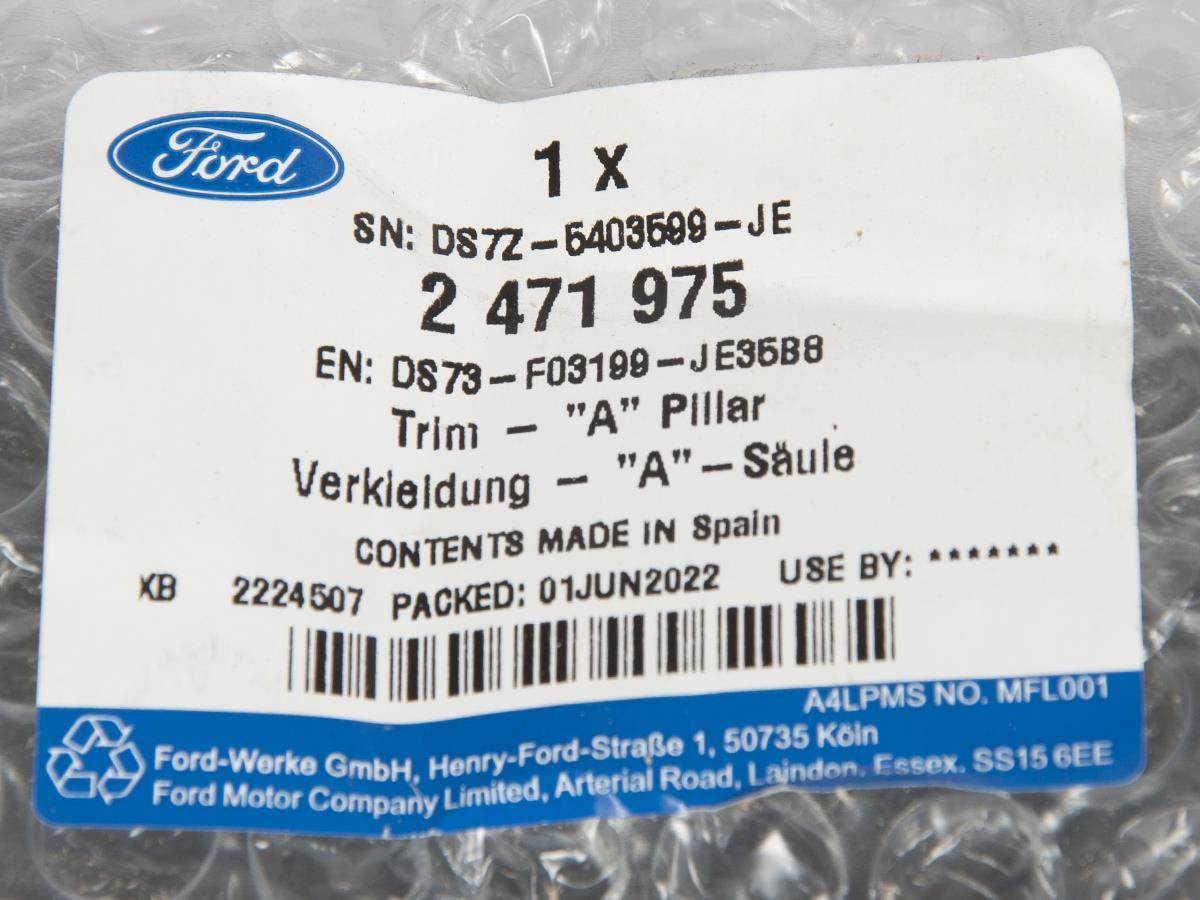 Ford
1 x
SN: DS7Z-5403599-JE
2 471 975
EN: DS73-F03199-JE35B8
Trim - "A" Pillar
Verkleidung - "A"-Säule
CONTENTS MADE IN Spain
XB 2224507 PACKED: 01JUN2022 USE BY: *******
A4LPMS NO. MFL001
Ford-Werke GmbH, Henry-Ford-Straße 1, 50735 Köln
Ford Motor Company Limited, Arterial Road, Laindon, Essex. SS15 6EE